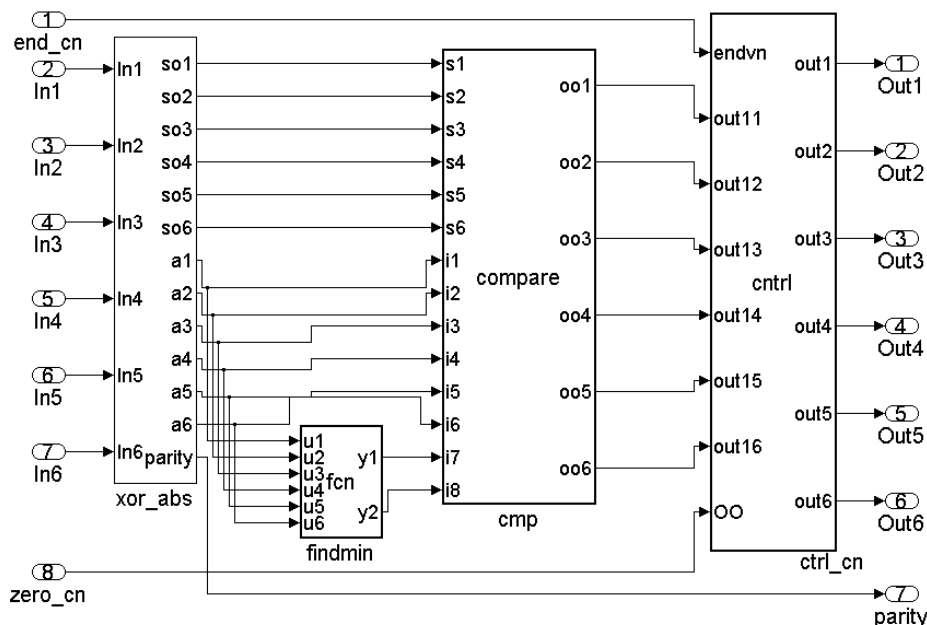 1
end_cn
2
In1
3
In2
4
In3
5
In4
6
In5
7
In6
8
zero_cn
In1
In2
In3
In4
In5
In6
so1
so2
so3
so4
so5
so6
a1
a2
a3
a4
a5
a6
parity
xor_abs
u1
u2
u3
u4
u5
u6
fcn
y1
y2
findmin
s1
s2
s3
s4
s5
s6
i1
i2
i3
i4
i5
i6
i7
i8
compare
oo1
oo2
oo3
oo4
oo5
oo6
cmp
endvn
out11
out12
out13
out14
out15
out16
OO
cntrl
out1
out2
out3
out4
out5
out6
ctrl_cn
1
Out1
2
Out2
3
Out3
4
Out4
5
Out5
6
Out6
7
parity